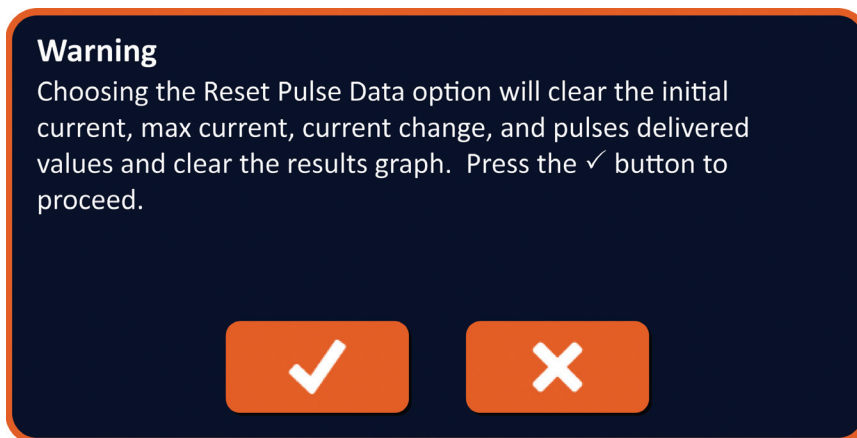 Warning
Choosing the Reset Pulse Data option will clear the initial
current, max current, current change, and pulses delivered
values and clear the results graph.  Press the ✓ button to
proceed.